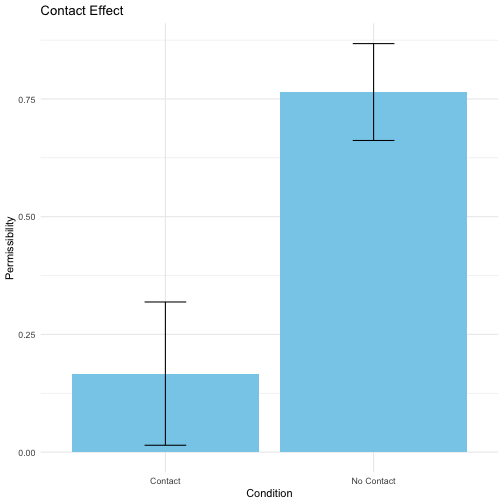 Contact Effect
Permissibility
0.75
0.50
0.25
0.00
Contact
No Contact
Condition